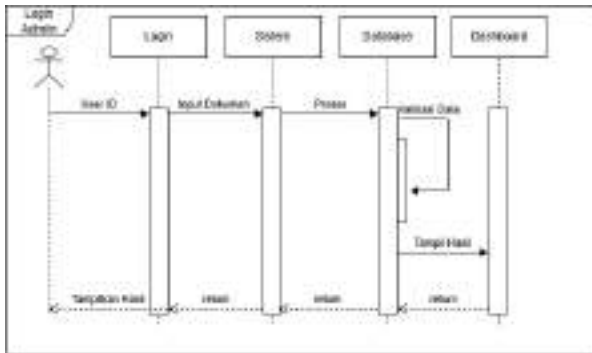 Login
Admin
Login
Sistem
Database
Dashboard
User ID
Input Dokumen
Proses
Validasi Data
Tampil Hasil
Tampilkan Hasil
return
return
return